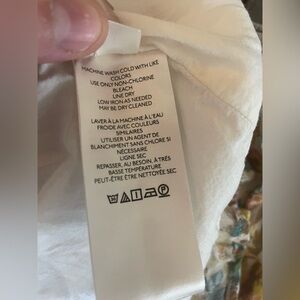 MACHINE WASH COLD WITH LIKE
COLORS
USE ONLY NON-CHLORINE
BLEACH
LINE DRY
LOW IRON AS NEEDED
MAY BE DRY CLEANED
LAVER À LA MACHINE À L'EAU
FROIDE AVEC COULEURS
SIMILAIRES
UTILISER UN AGENT DE
BLANCHIMENT SANS CHLORE SI
NÉCESSAIRE
LIGNE SEC
REPASSER, AU BESOIN, À TRÈS
BASSE TEMPÉRATURE
PEUT-ÊTRE NETTOYÉE SEC